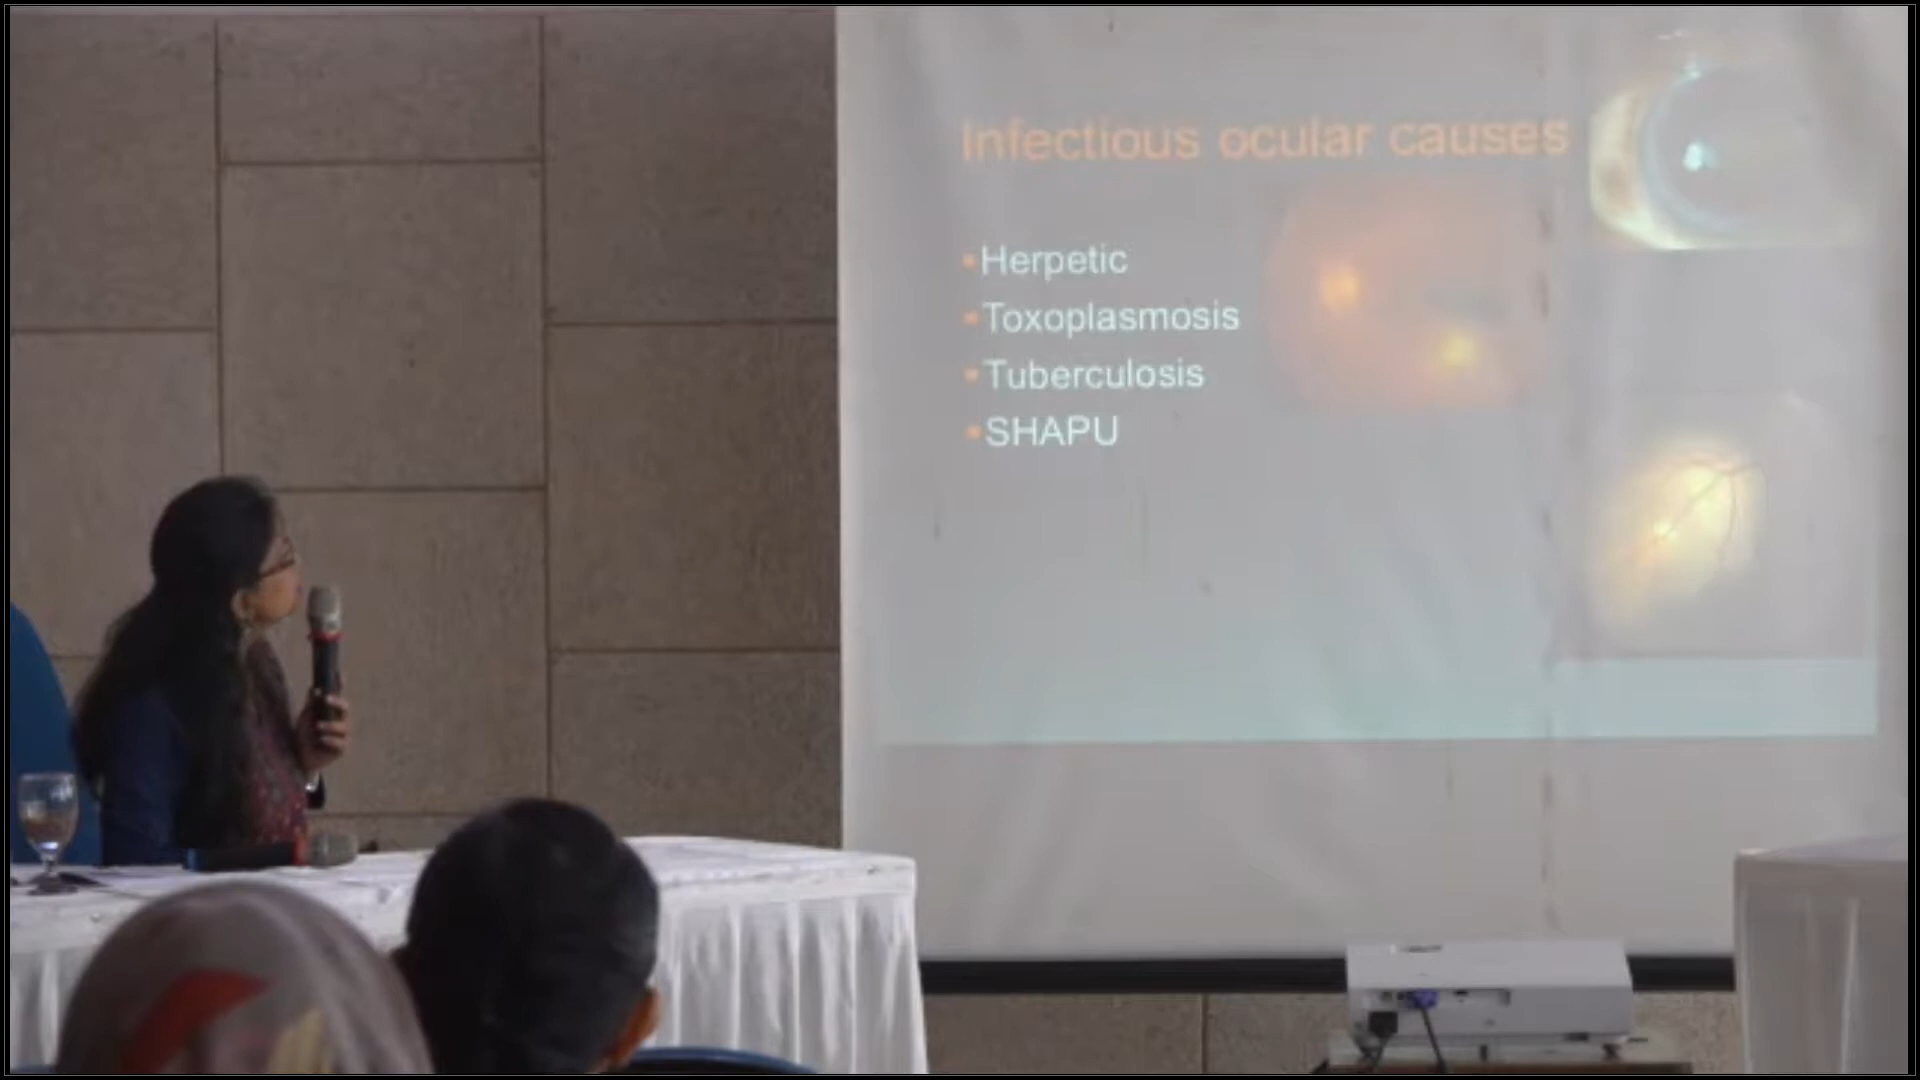 Infectious ocular causes
▪Herpetic
▪Toxoplasmosis
▪Tuberculosis
▪SHAPU